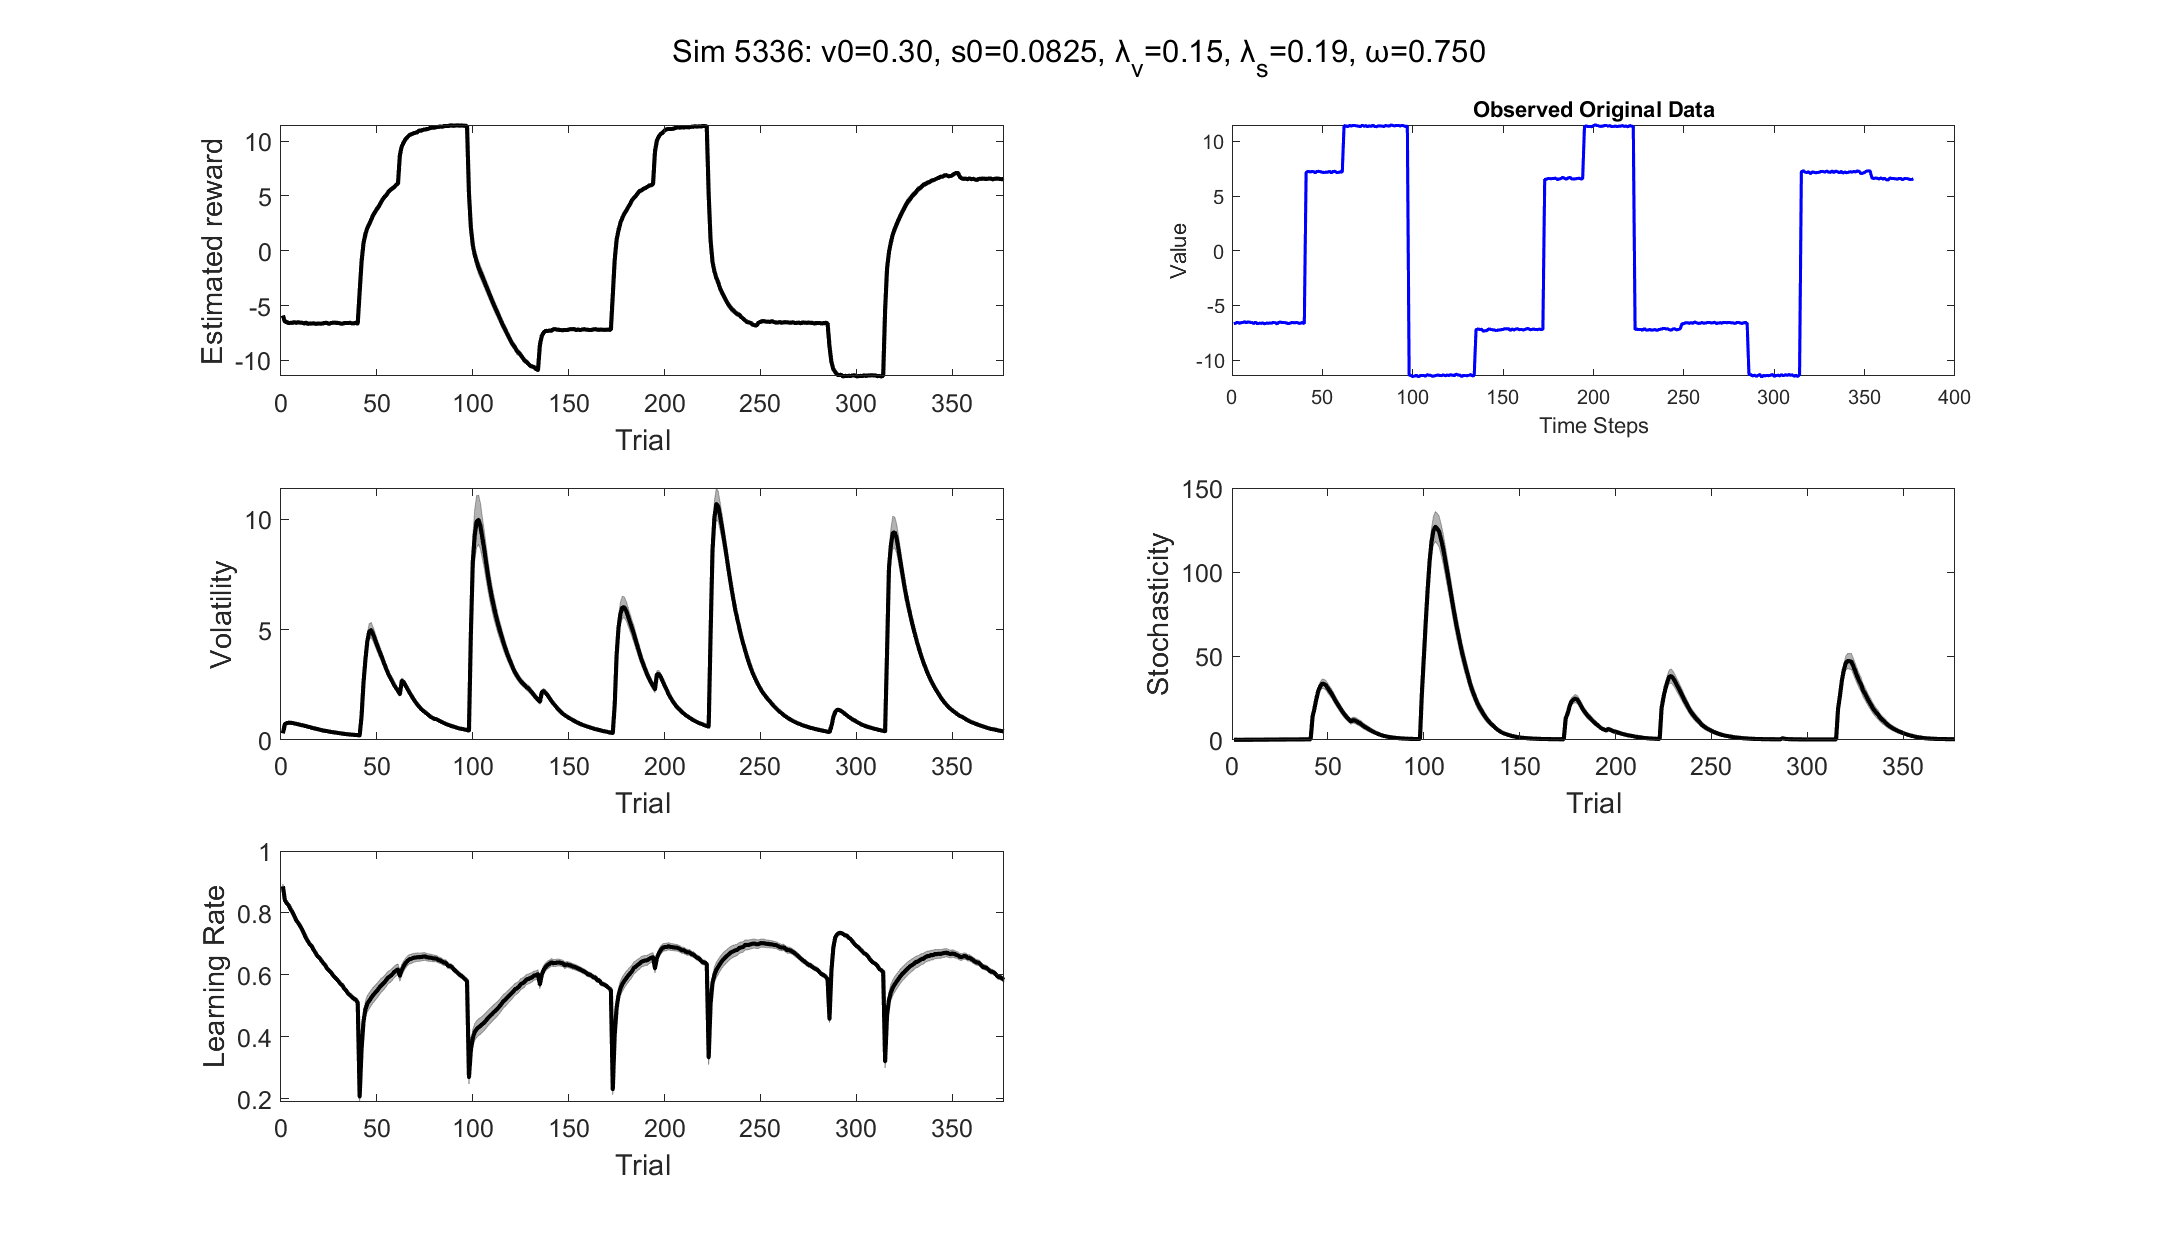 Sim 5336: v0=0.30, s0=0.0825, λv=0.15, λs=0.19, ω=0.750
Estimated reward
10
5
0
-5
-10
0 50 100 150 200 250 300 350
Trial
Observed Original Data
Value
10
5
0
-5
-10
0 50 100 150 200 250 300 350 400
Time Steps
Volatility
10
5
0
0 50 100 150 200 250 300 350
Trial
Stochasticity
150
100
50
0
0 50 100 150 200 250 300 350
Trial
Learning Rate
1
0.8
0.6
0.4
0.2
0 50 100 150 200 250 300 350
Trial